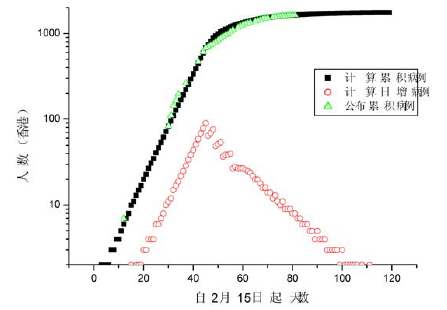 1000
100
10
人 数 (香港)
计 算 累 积 病例
计 算 日 增 病例
公布 累 积 病例
0 20 40 60 80 100 120
自 2月 15日 起 天数